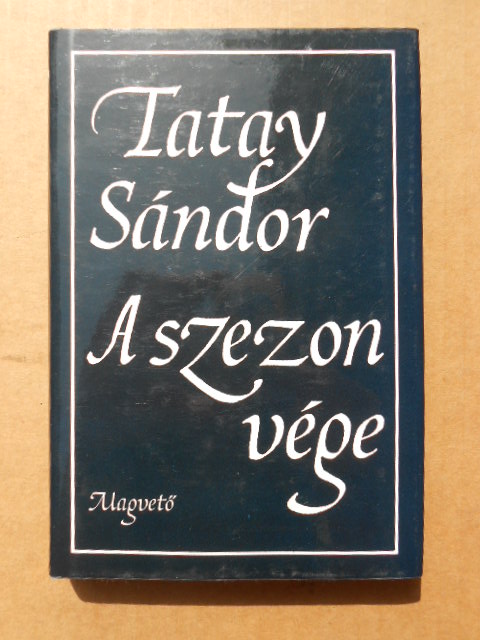 Tatay
Sándor
A szezon
vége
Magvető